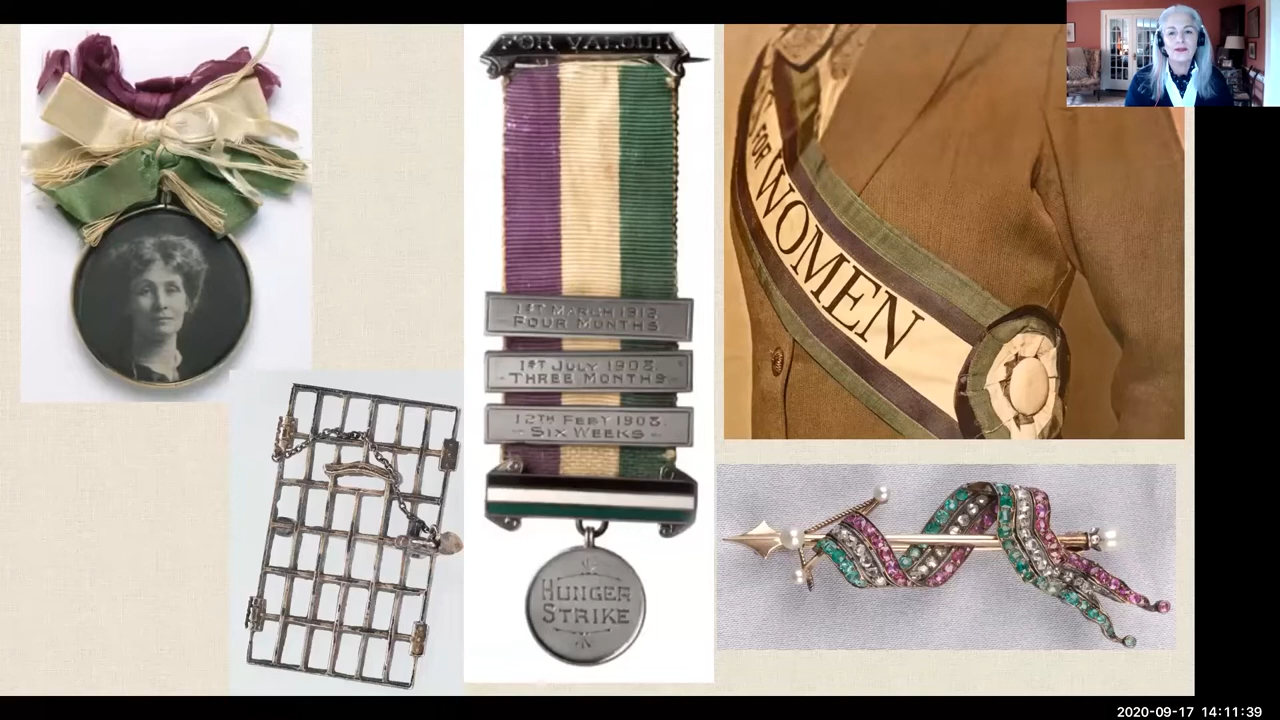 FOR VALOUR
1ST MARCH 1912.
FOUR MONTHS.
1ST JULY 1908.
THREE MONTHS.
12TH FEBY 1908.
SIX WEEKS
HUNGER
STRIKE
FOR
WOMEN
2020-09-17 14:11:39